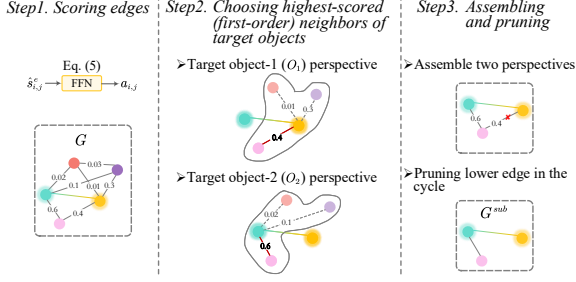 Step1. Scoring edges
Eq. (5)
ŝᵉᵢ,ⱼ → FFN → aᵢ,ⱼ
G
0.03
0.02
0.1
0.01
0.3
0.6
0.4
Step2. Choosing highest-scored
(first-order) neighbors of
target objects
➤Target object-1 (O₁) perspective
0.01
0.3
0.4
➤Target object-2 (O₂) perspective
0.02
0.1
0.6
Step3. Assembling
and pruning
➤Assemble two perspectives
0.6
0.4
➤Pruning lower edge in the
cycle
Gˢᵘᵇ